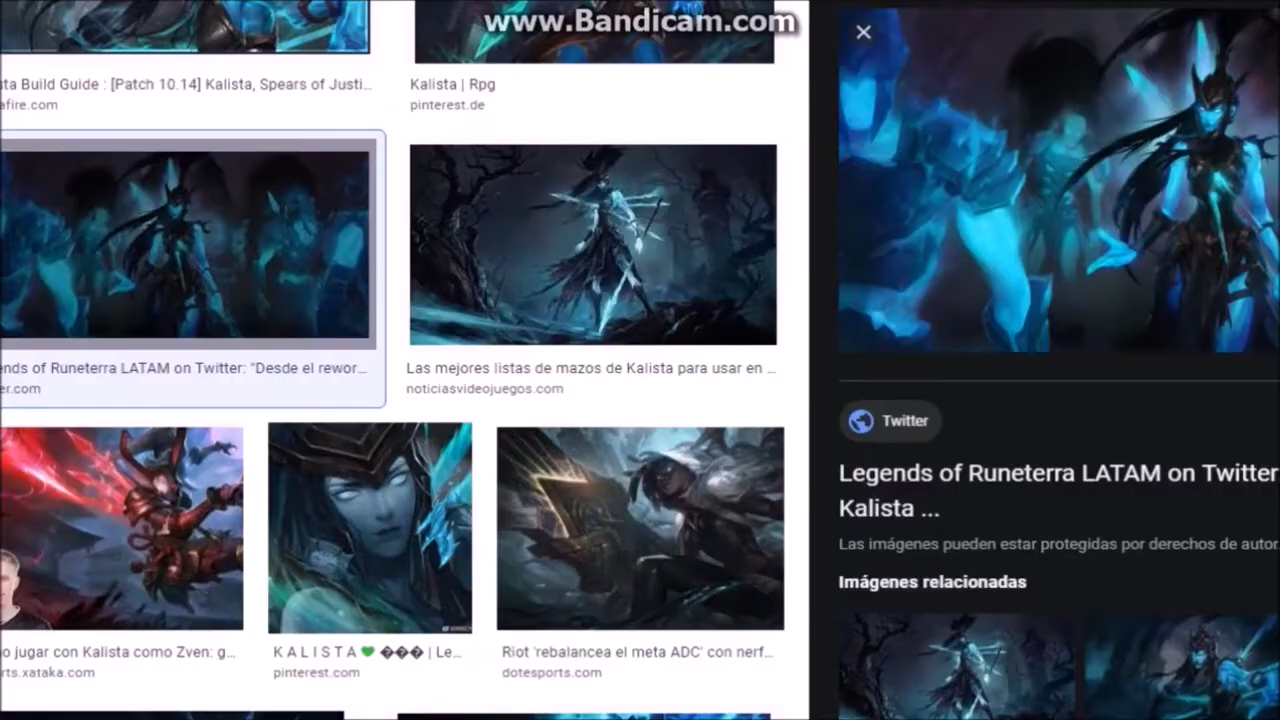 www.Bandicam.com
ta Build Guide : [Patch 10.14] Kalista, Spears of Justi...
afire.com
Kalista | Rpg
pinterest.de
ends of Runeterra LATAM on Twitter: "Desde el rewor...
er.com
Las mejores listas de mazos de Kalista para usar en ...
noticiasvideojuegos.com
o jugar con Kalista como Zven: g...
rts.xataka.com
K A L I S T A 💚 ��� | Le...
pinterest.com
Riot 'rebalancea el meta ADC' con nerf...
dotesports.com
Twitter
Legends of Runeterra LATAM on Twitter
Kalista ...
Las imágenes pueden estar protegidas por derechos de autor.
Imágenes relacionadas